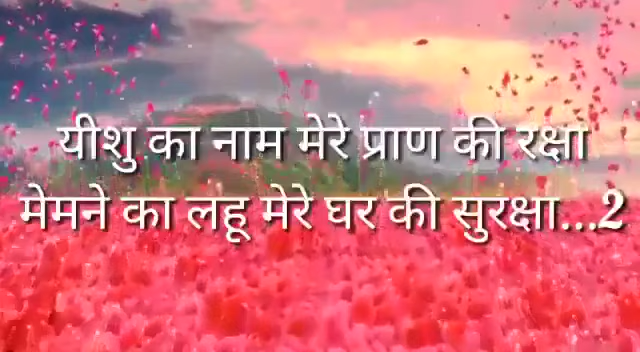 यीशु का नाम मेरे प्राण की रक्षा
मेमने का लहू मेरे घर की सुरक्षा...2